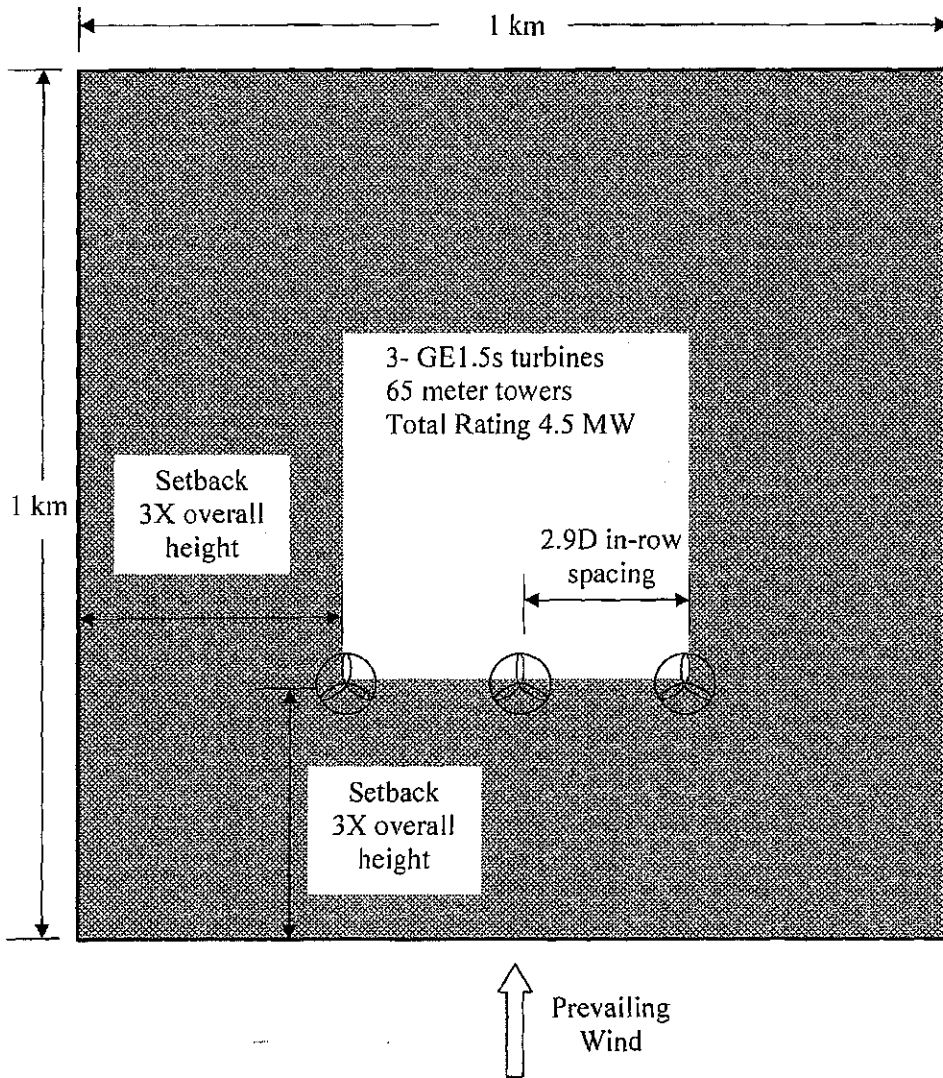 1 km
3- GE1.5s turbines
65 meter towers
Total Rating 4.5 MW
Setback
3X overall
height
1 km
2.9D in-row
spacing
Setback
3X overall
height
Prevailing
Wind